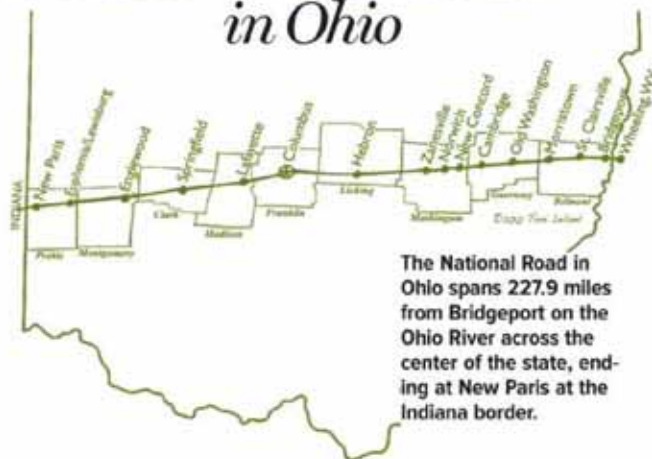 in Ohio
INDIANA
New Paris
Euphemia/Lewisburg
Englewood
Springfield
Lafayette
Columbus
Hebron
Zanesville
Norwich
New Concord
Cambridge
Old Washington
Morristown
St. Clairsville
Bridgeport
Wheeling WV
Preble
Montgomery
Clark
Madison
Franklin
Licking
Muskingum
Guernsey
Belmont
The National Road in
Ohio spans 227.9 miles
from Bridgeport on the
Ohio River across the
center of the state, end-
ing at New Paris at the
Indiana border.